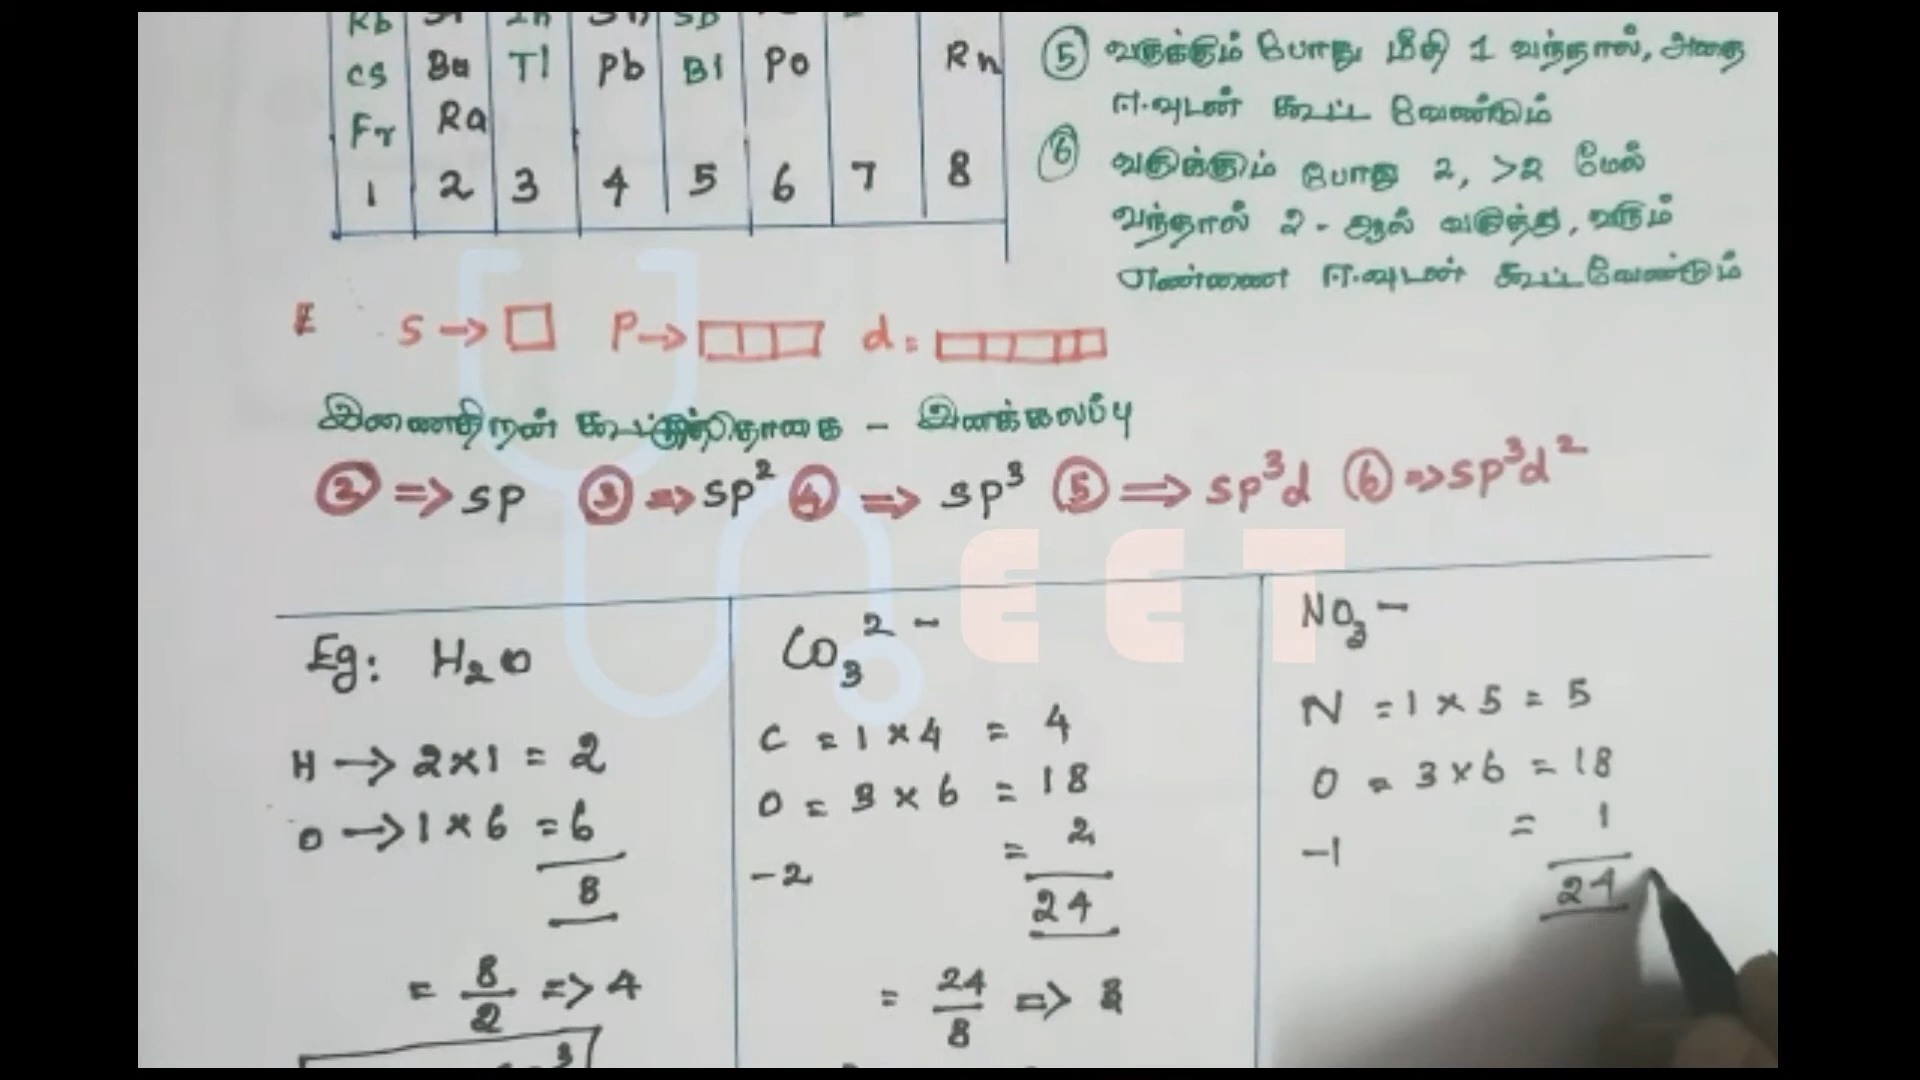 Rb
Cs Ba Tl Pb Bi Po Rn
Fr Ra
1 2 3 4 5 6 7 8
⑤ வகுக்கும் போது மீதி 1 வந்தால், அதை
ஈ.வுடன் கூட்ட வேண்டும்
⑥ வகுக்கும் போது 2, >2 மேல்
வந்தால் 2 - ஆல் வகுத்து, வரும்
எண்ணை ஈ.வுடன் கூட்டவேண்டும்
E S → P → d =
இணைதிறன் கூட்டுத்தொகை - இனக்கலப்பு
② ⇒ sp ③ ⇒ sp² ④ ⇒ sp³ ⑤ ⇒ sp³d ⑥ ⇒ sp³d²
EET
Eg: H₂O
H → 2 × 1 = 2
O → 1 × 6 = 6
8
= 8/2 ⇒ 4
3
Co₃²⁻
C = 1 × 4 = 4
O = 3 × 6 = 18
-2 = 2
24
= 24/8 ⇒ 3
NO₃⁻
N = 1 × 5 = 5
O = 3 × 6 = 18
-1 = 1
24